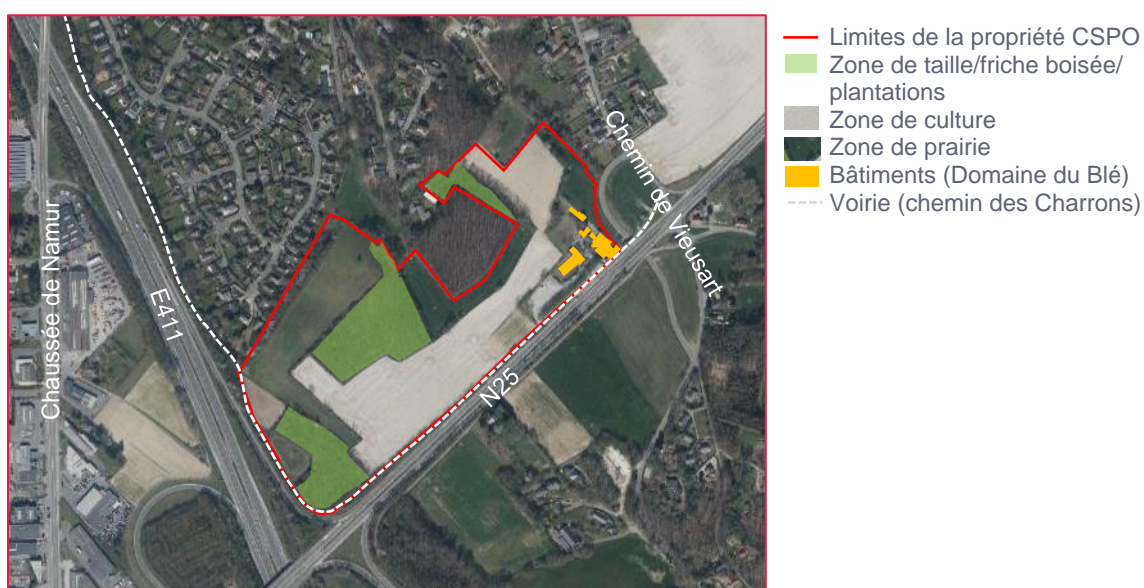 Chaussée de Namur
E411
N25
Chemin de Vieusart
Limites de la propriété CSPO
Zone de taille/friche boisée/
plantations
Zone de culture
Zone de prairie
Bâtiments (Domaine du Blé)
Voirie (chemin des Charrons)